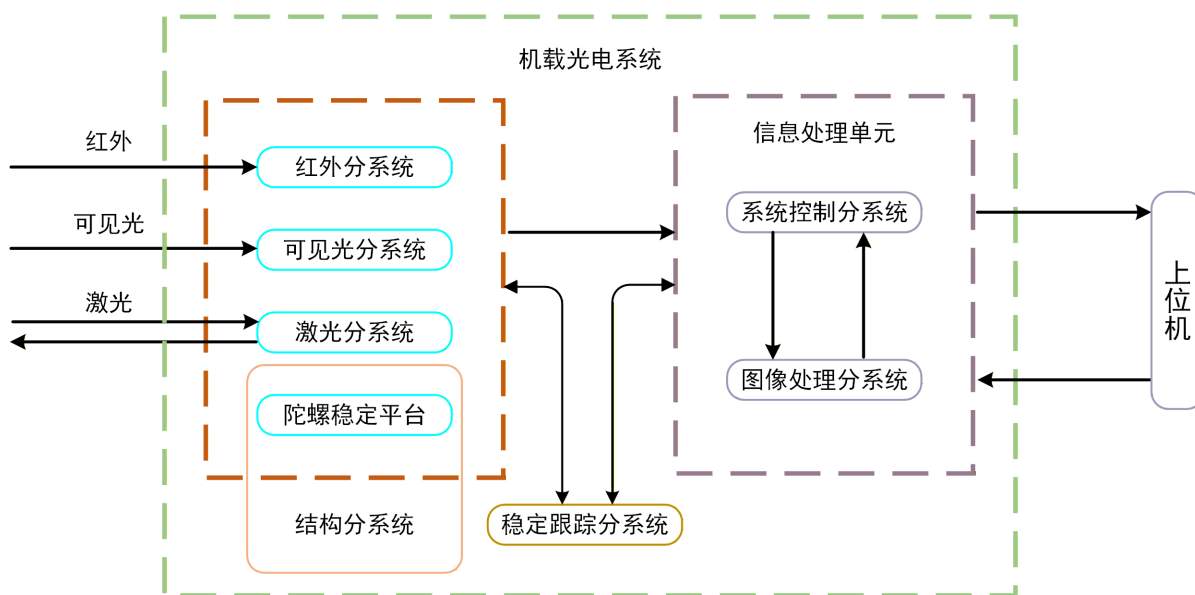 机载光电系统
信息处理单元
红外
红外分系统
可见光
可见光分系统
激光
激光分系统
陀螺稳定平台
结构分系统
稳定跟踪分系统
系统控制分系统
图像处理分系统
上位机